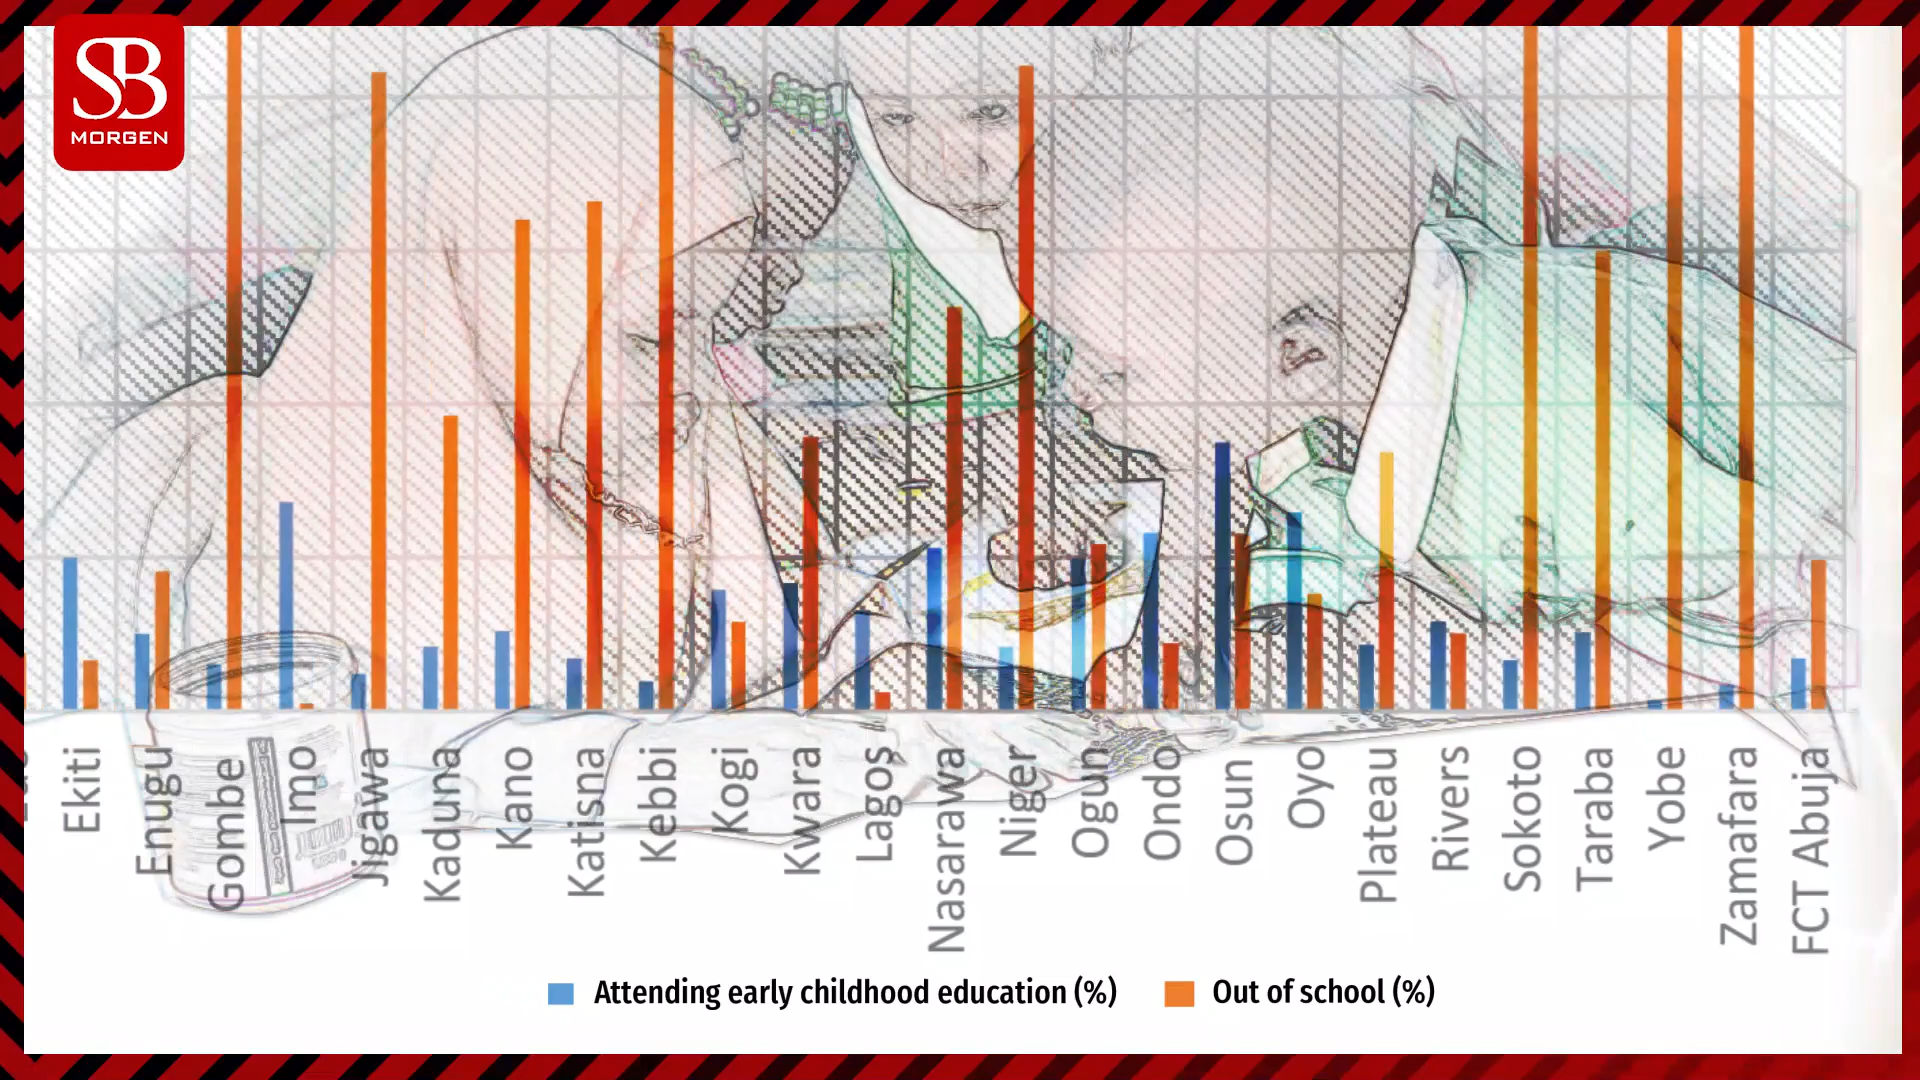 SB
MORGEN
Ekiti
Enugu
Gombe
Imo
Jigawa
Kaduna
Kano
Katisna
Kebbi
Kogi
Kwara
Lagos
Nasarawa
Niger
Ogun
Ondo
Osun
Oyo
Plateau
Rivers
Sokoto
Taraba
Yobe
Zamafara
FCT Abuja
Attending early childhood education (%)
Out of school (%)